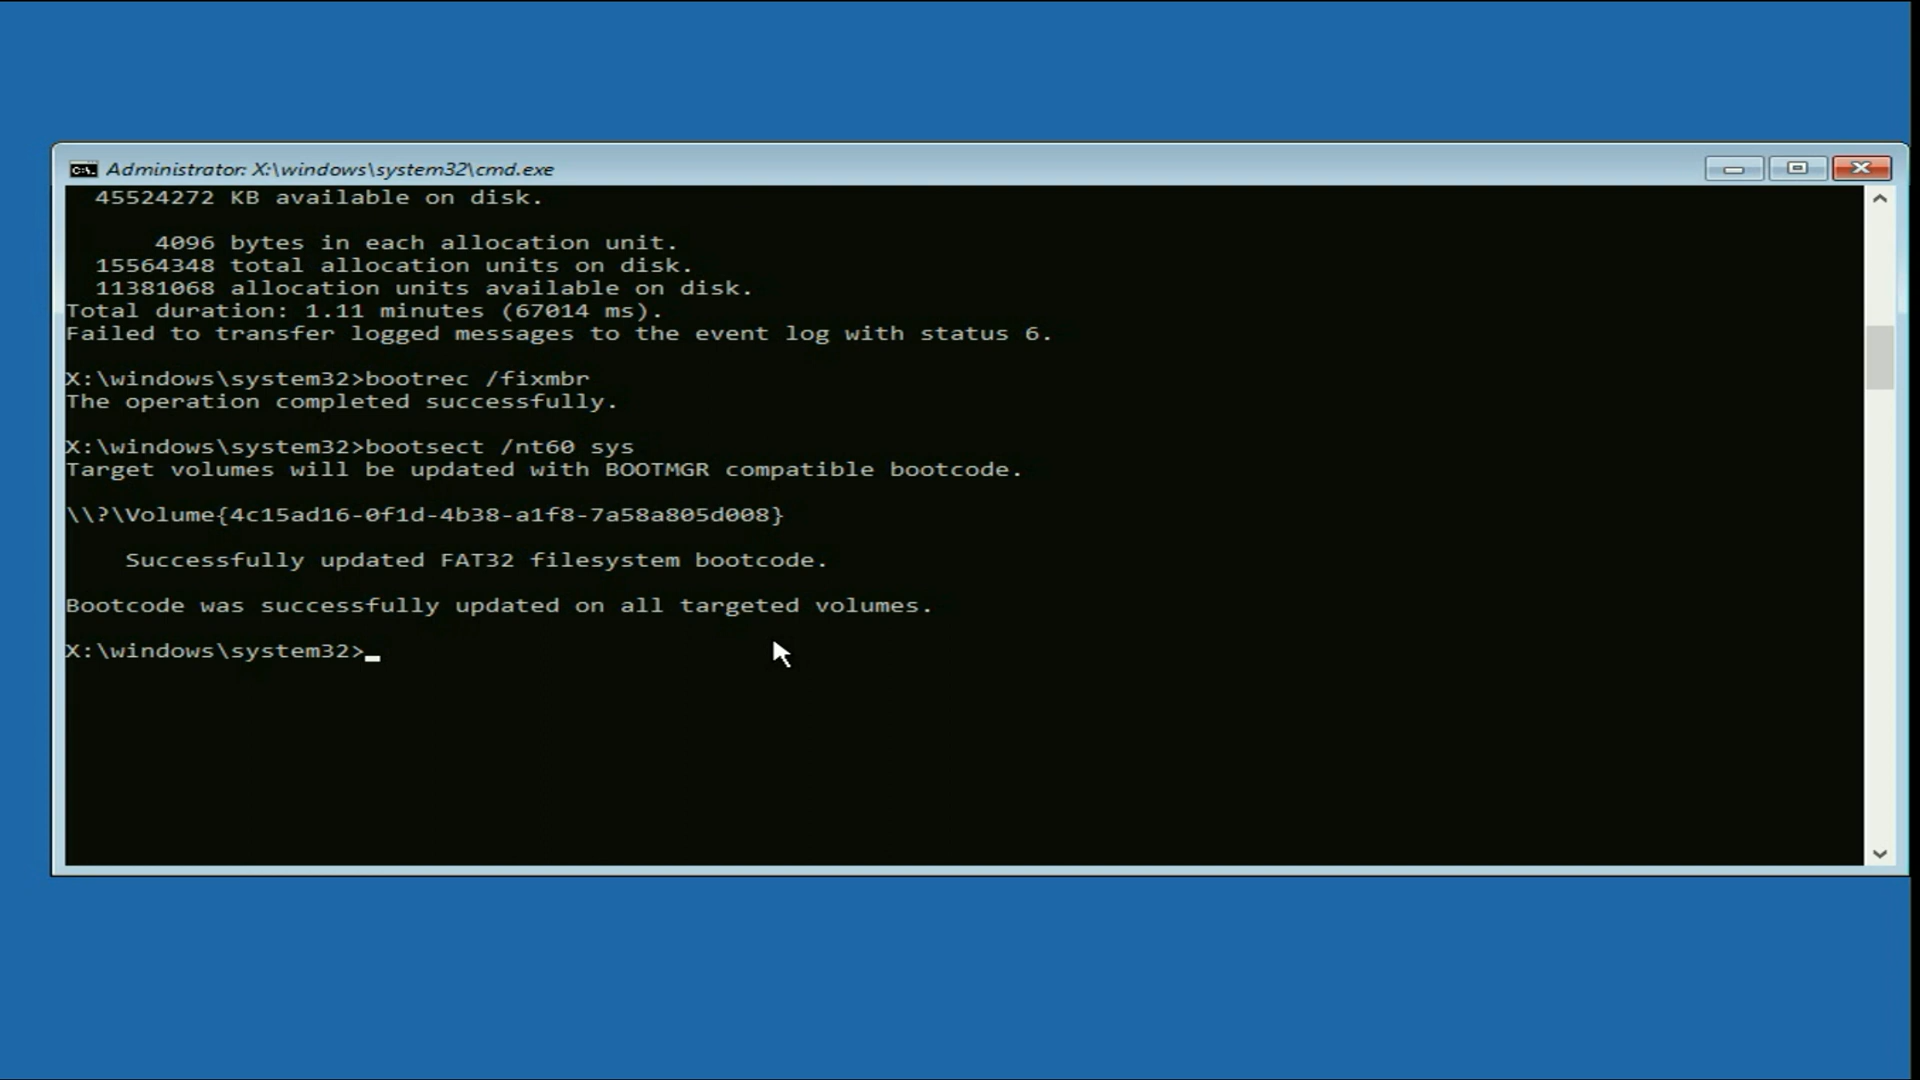 Administrator: X:\windows\system32\cmd.exe
45524272 KB available on disk.
4096 bytes in each allocation unit.
15564348 total allocation units on disk.
11381068 allocation units available on disk.
Total duration: 1.11 minutes (67014 ms).
Failed to transfer logged messages to the event log with status 6.
X:\windows\system32>bootrec /fixmbr
The operation completed successfully.
X:\windows\system32>bootsect /nt60 sys
Target volumes will be updated with BOOTMGR compatible bootcode.
\\?\Volume{4c15ad16-0f1d-4b38-a1f8-7a58a805d008}
Successfully updated FAT32 filesystem bootcode.
Bootcode was successfully updated on all targeted volumes.
X:\windows\system32>